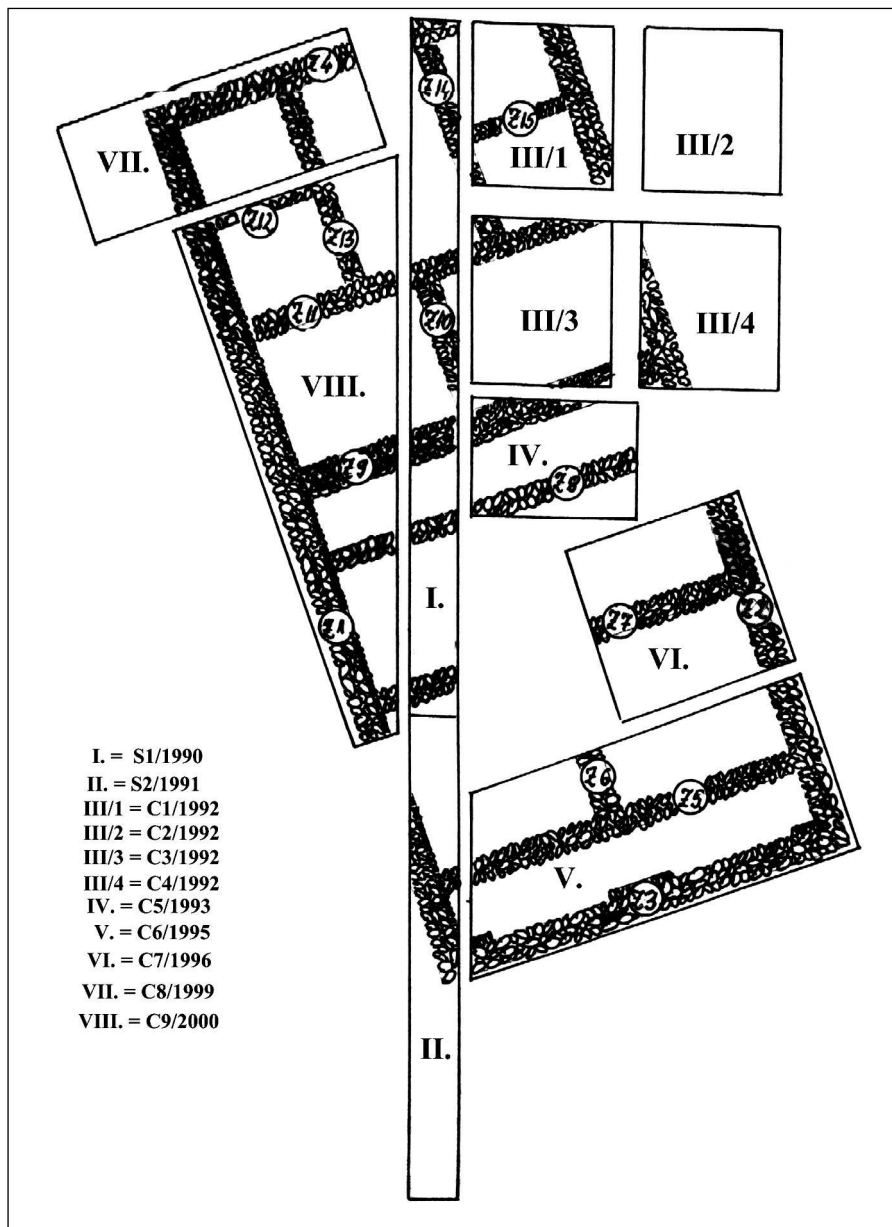 Z4
VII.
Z14
Z15
III/1
III/2
Z12
Z13
Z11
Z10
III/3
III/4
VIII.
Z9
IV.
Z8
I.
Z1
Z7
Z2
VI.
Z6
Z5
V.
Z3
II.
I. = S1/1990
II. = S2/1991
III/1 = C1/1992
III/2 = C2/1992
III/3 = C3/1992
III/4 = C4/1992
IV. = C5/1993
V. = C6/1995
VI. = C7/1996
VII. = C8/1999
VIII. = C9/2000